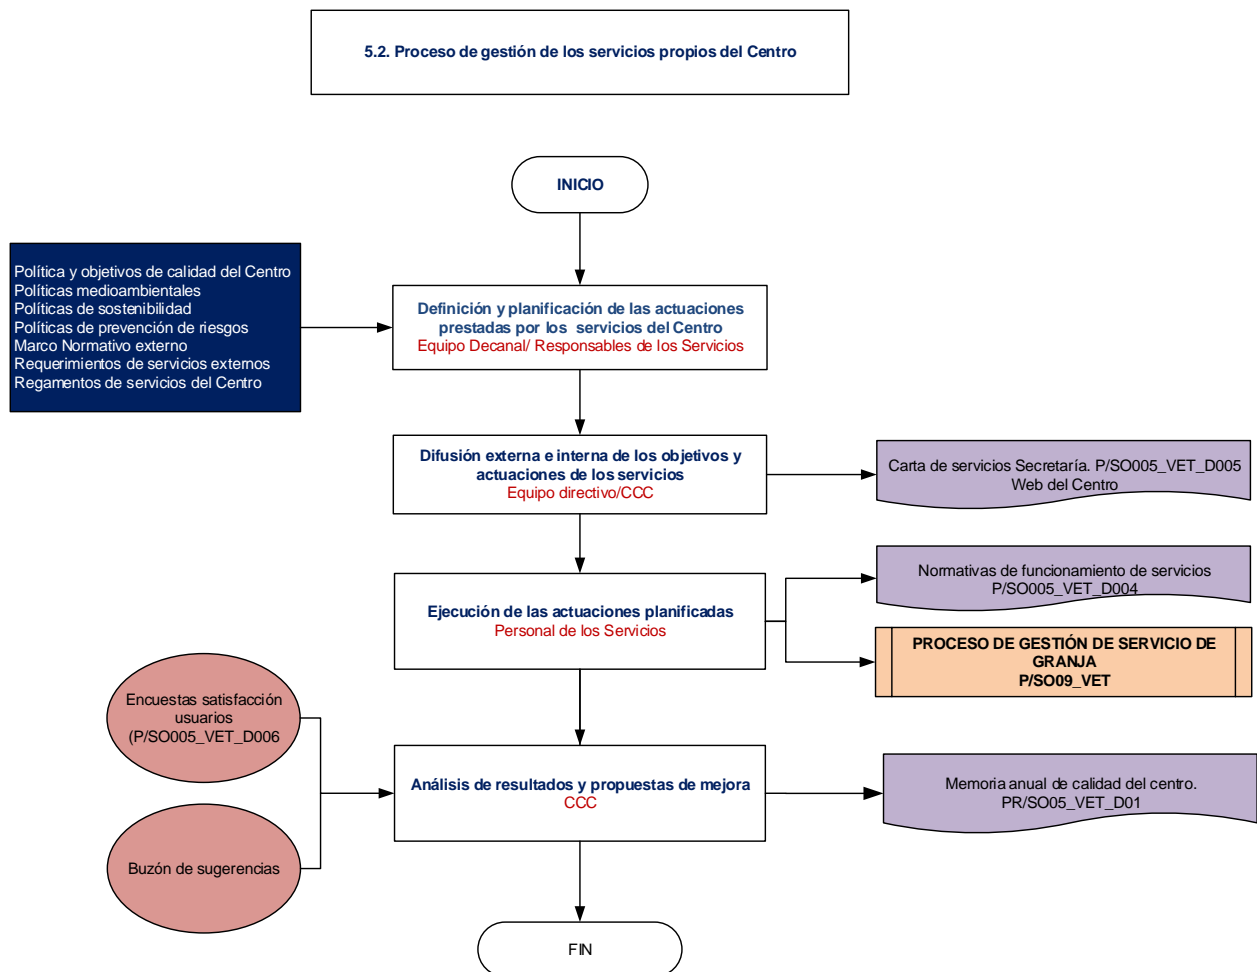 5.2. Proceso de gestión de los servicios propios del Centro
INICIO
Política y objetivos de calidad del Centro
Políticas medioambientales
Políticas de sostenibilidad
Políticas de prevención de riesgos
Marco Normativo externo
Requerimientos de servicios externos
Regamentos de servicios del Centro
Definición y planificación de las actuaciones
prestadas por los servicios del Centro
Equipo Decanal/ Responsables de los Servicios
Difusión externa e interna de los objetivos y
actuaciones de los servicios
Equipo directivo/CCC
Carta de servicios Secretaría. P/SO005_VET_D005
Web del Centro
Ejecución de las actuaciones planificadas
Personal de los Servicios
Normativas de funcionamiento de servicios
P/SO005_VET_D004
PROCESO DE GESTIÓN DE SERVICIO DE
GRANJA
P/SO09_VET
Encuestas satisfacción
usuarios
(P/SO005_VET_D006
Buzón de sugerencias
Análisis de resultados y propuestas de mejora
CCC
Memoria anual de calidad del centro.
PR/SO05_VET_D01
FIN